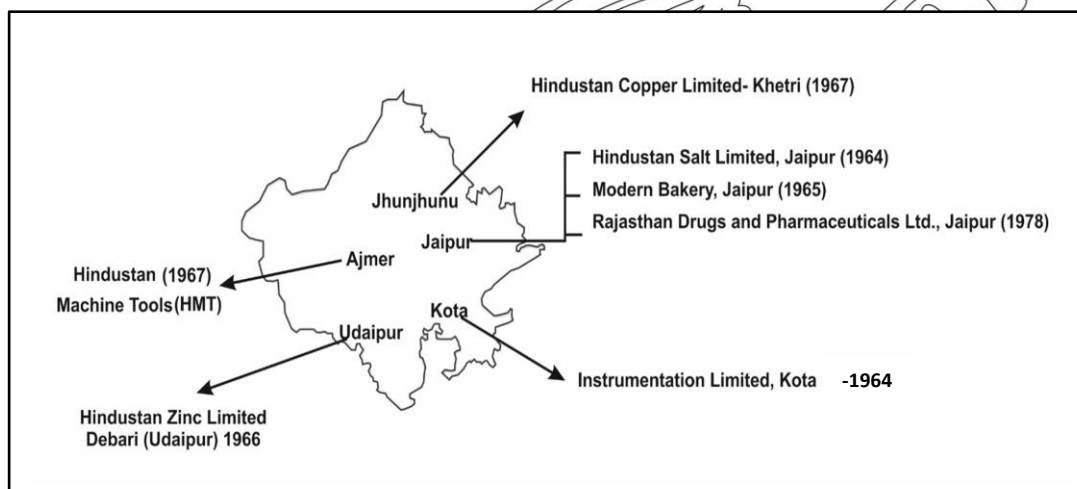 Hindustan Copper Limited- Khetri (1967)
Hindustan Salt Limited, Jaipur (1964)
Modern Bakery, Jaipur (1965)
Rajasthan Drugs and Pharmaceuticals Ltd., Jaipur (1978)
Jhunjhunu
Jaipur
Ajmer
Hindustan (1967)
Machine Tools(HMT)
Kota
Udaipur
Instrumentation Limited, Kota -1964
Hindustan Zinc Limited
Debari (Udaipur) 1966